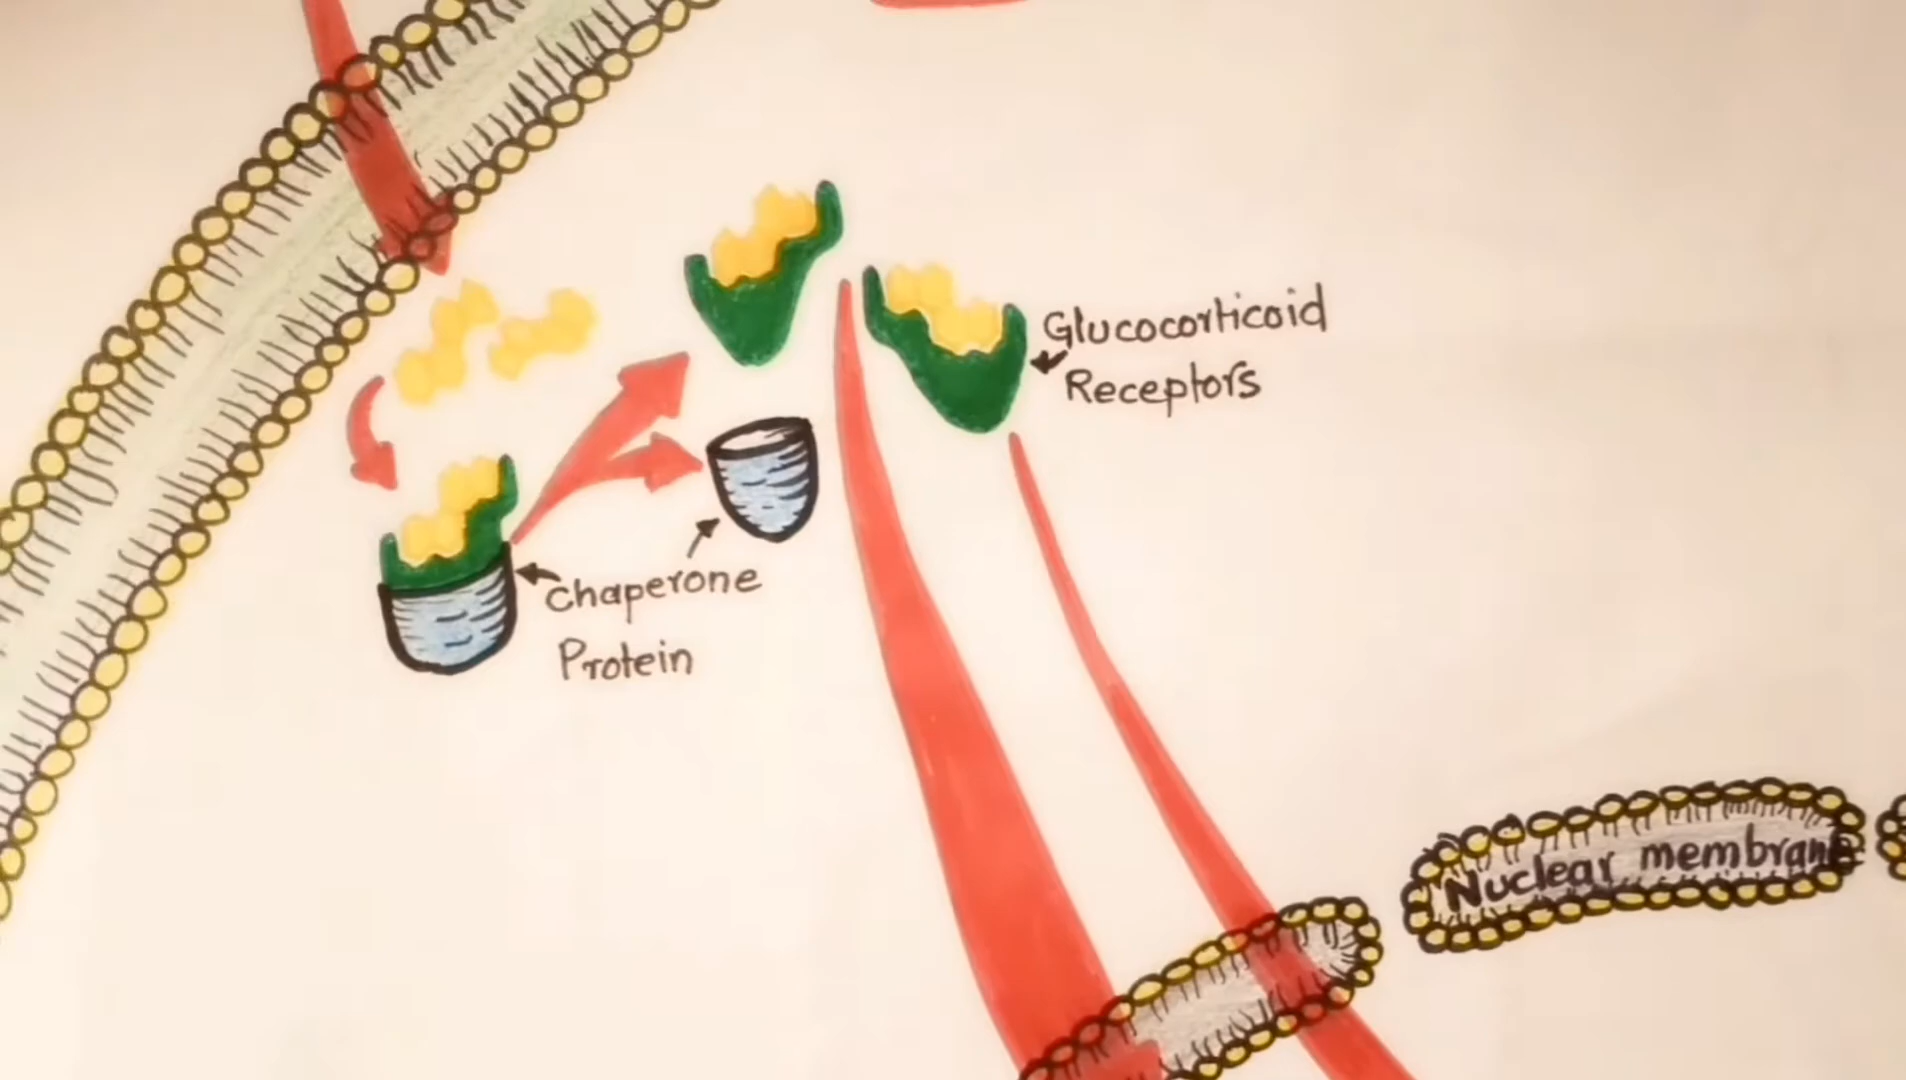 Glucocorticoid
Receptors
Chaperone
Protein
Nuclear membrane